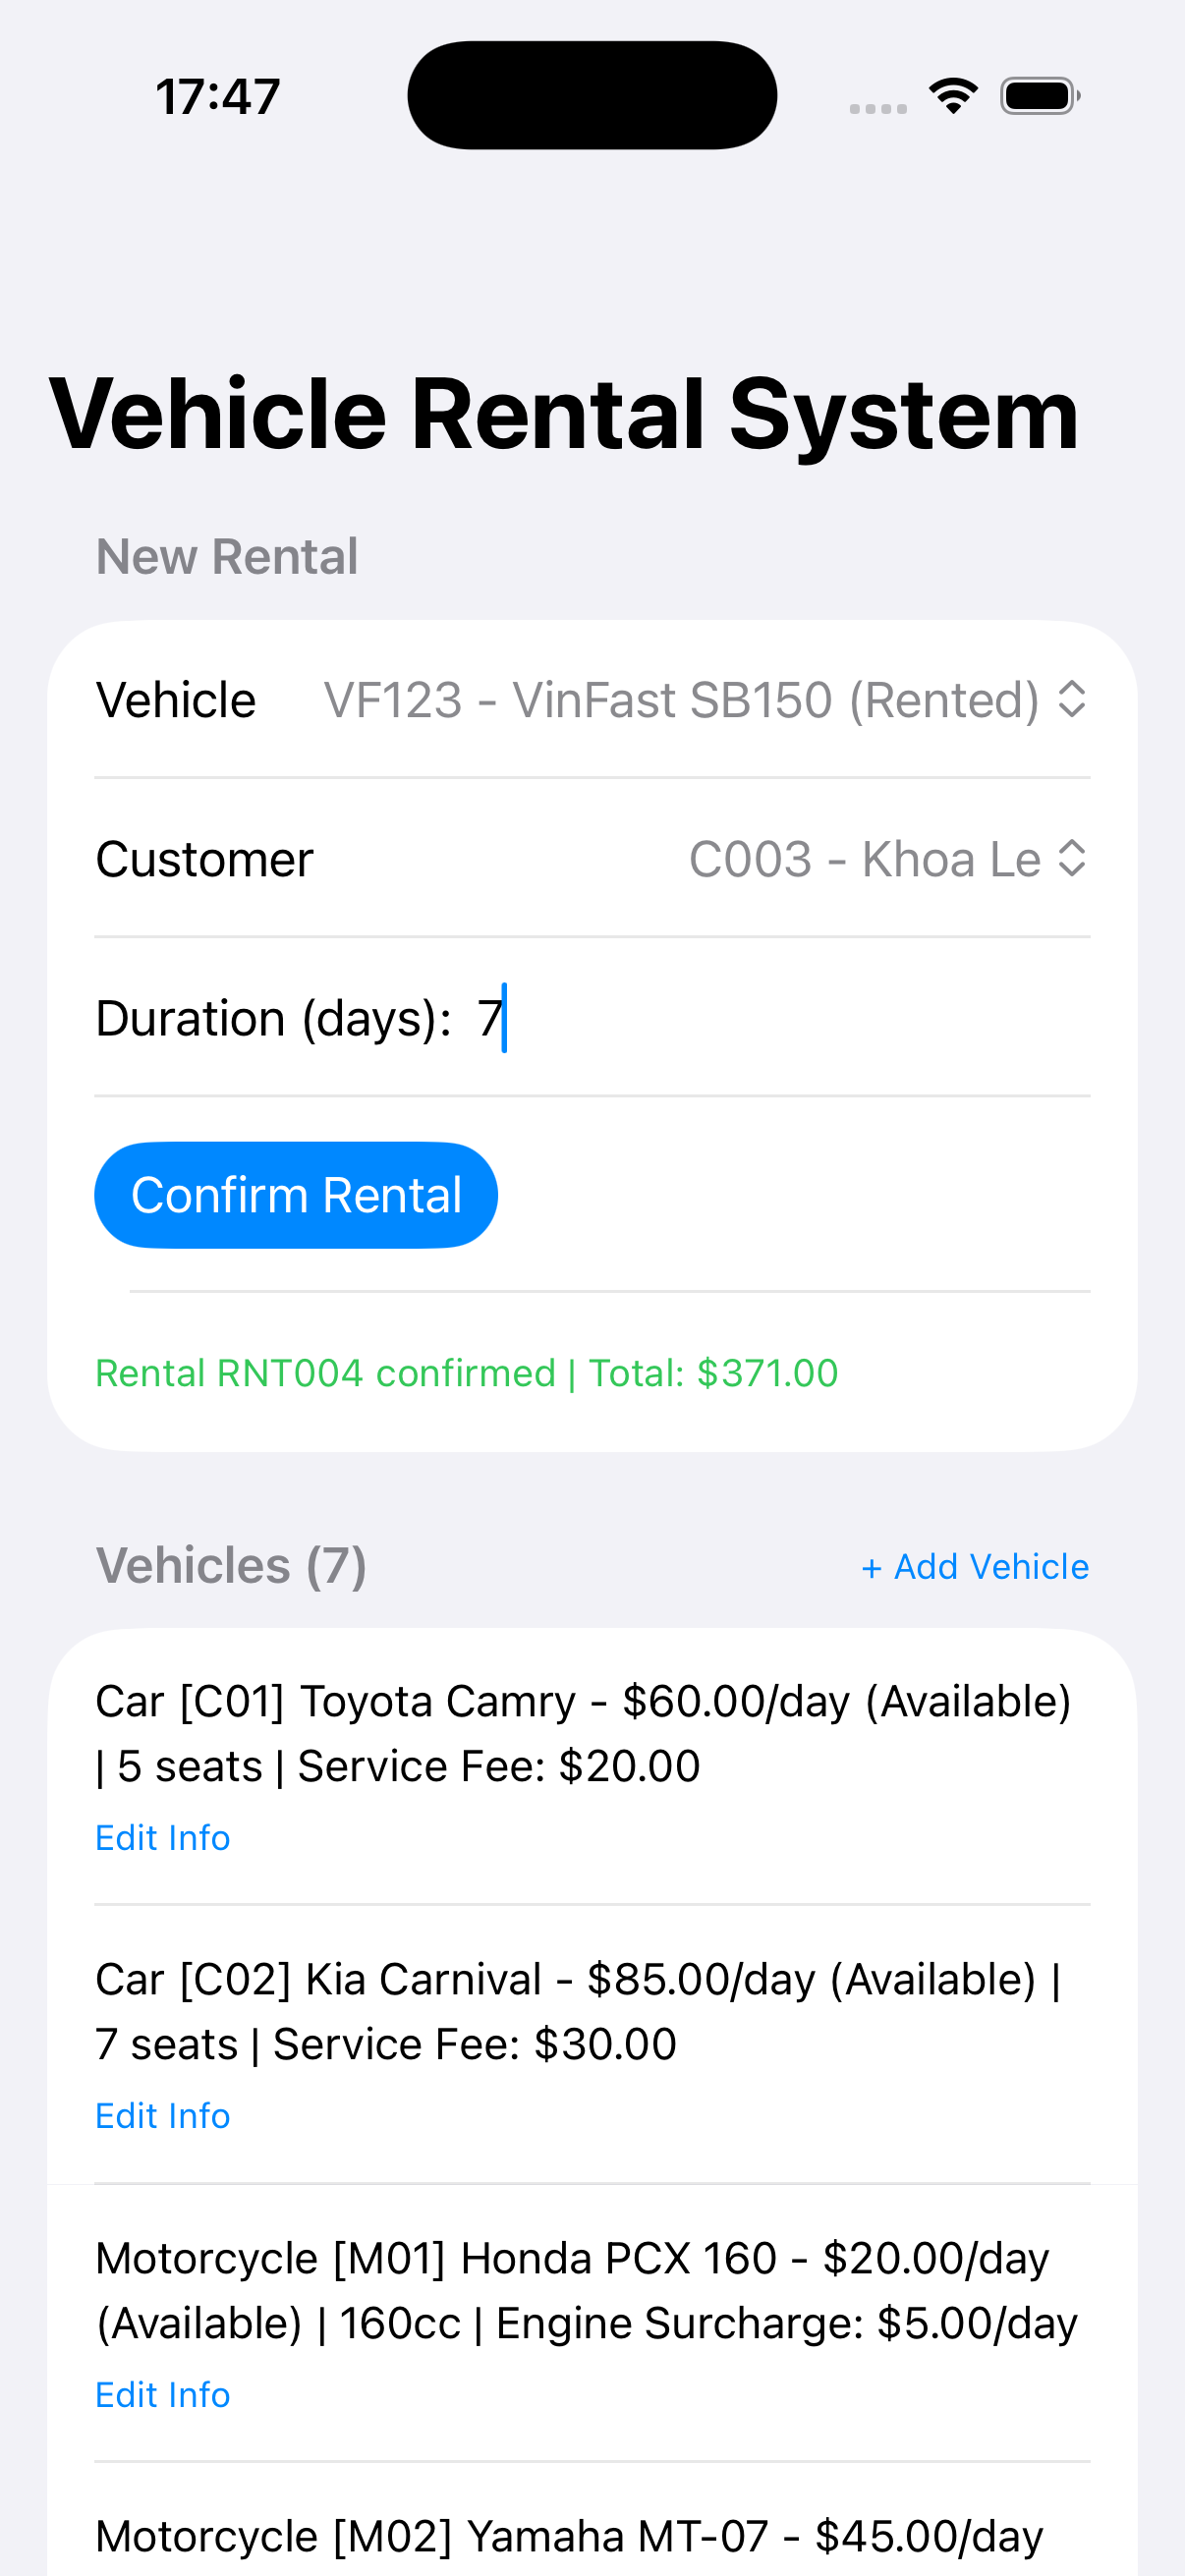 17:47
Vehicle Rental System
New Rental
Vehicle VF123 - VinFast SB150 (Rented)
Customer C003 - Khoa Le
Duration (days): 7
Confirm Rental
Rental RNT004 confirmed | Total: $371.00
Vehicles (7) + Add Vehicle
Car [C01] Toyota Camry - $60.00/day (Available)
| 5 seats | Service Fee: $20.00
Edit Info
Car [C02] Kia Carnival - $85.00/day (Available) |
7 seats | Service Fee: $30.00
Edit Info
Motorcycle [M01] Honda PCX 160 - $20.00/day
(Available) | 160cc | Engine Surcharge: $5.00/day
Edit Info
Motorcycle [M02] Yamaha MT-07 - $45.00/day